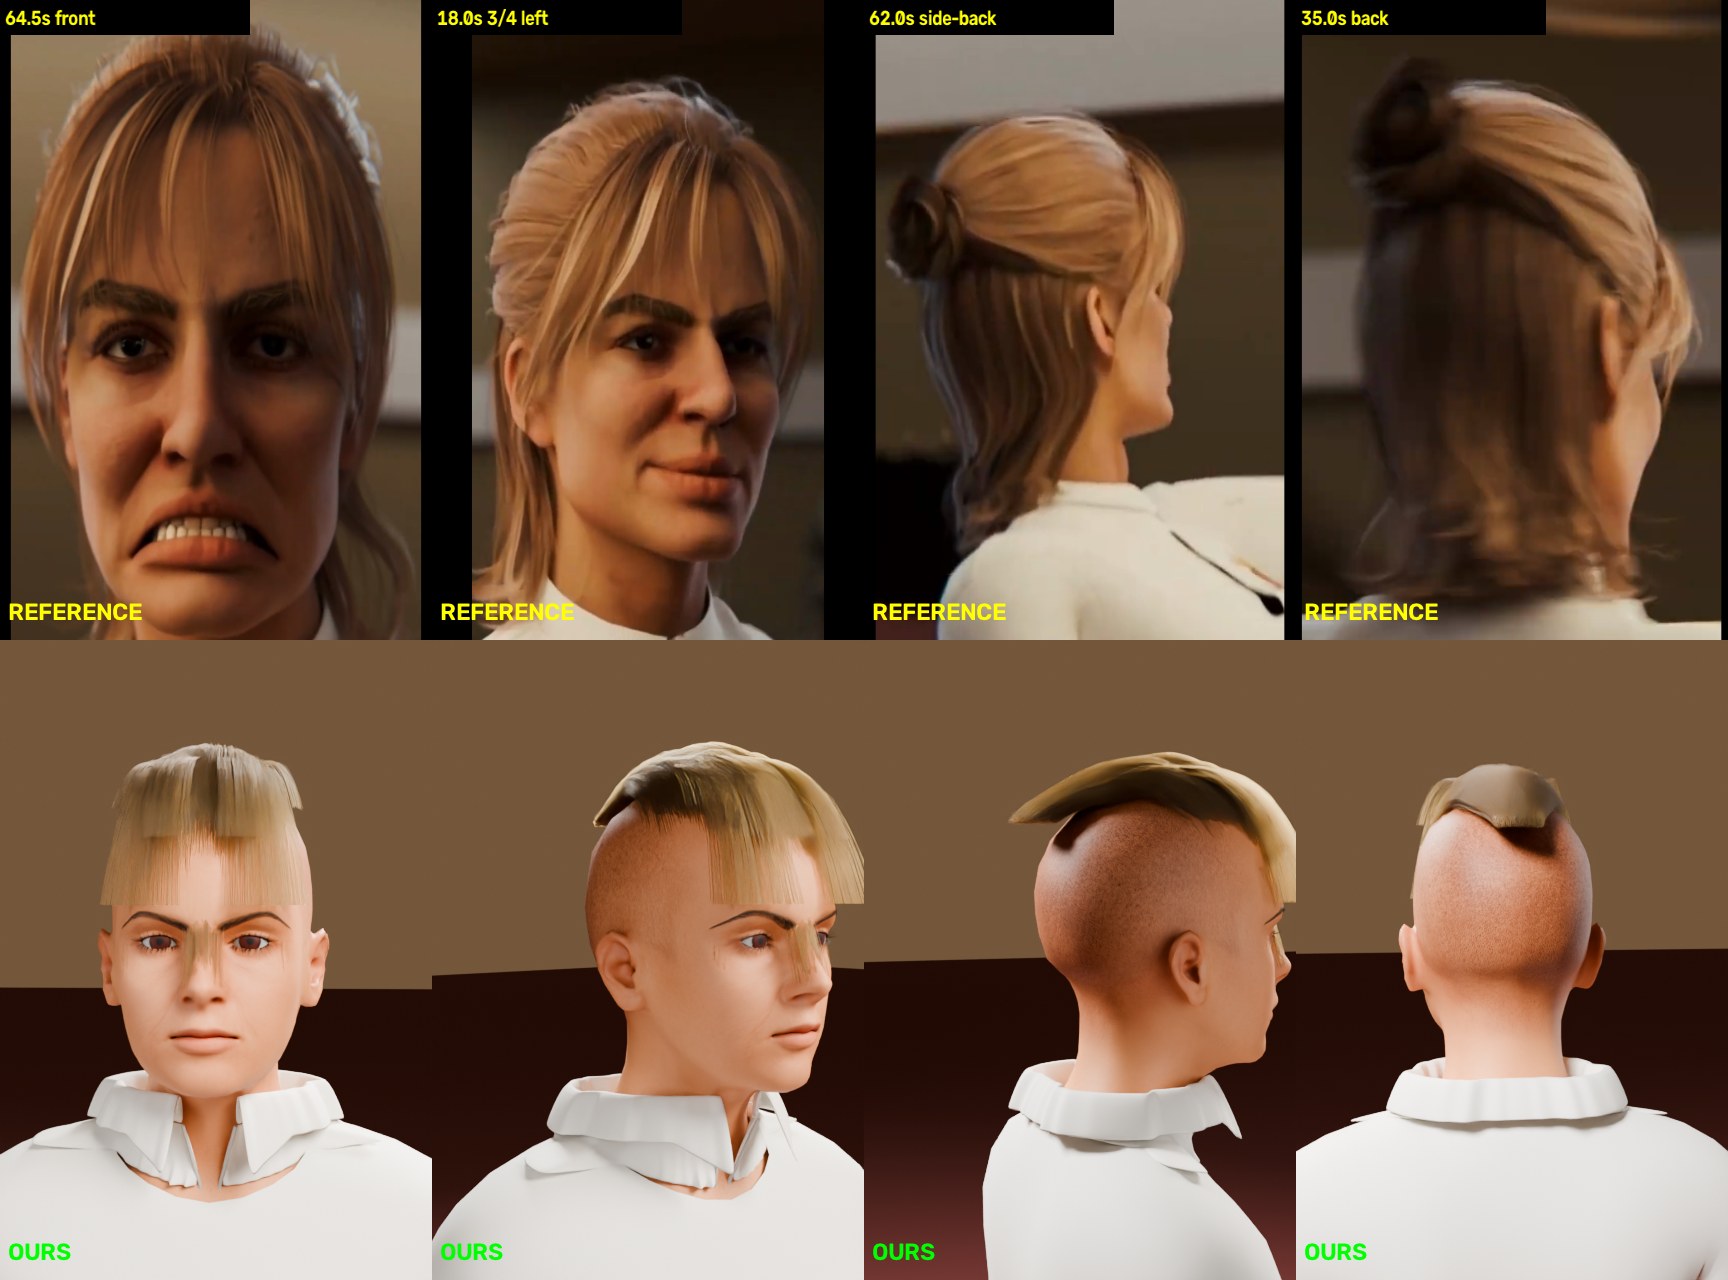 64.5s front
18.0s 3/4 left
62.0s side-back
35.0s back
REFERENCE
REFERENCE
REFERENCE
REFERENCE
OURS
OURS
OURS
OURS